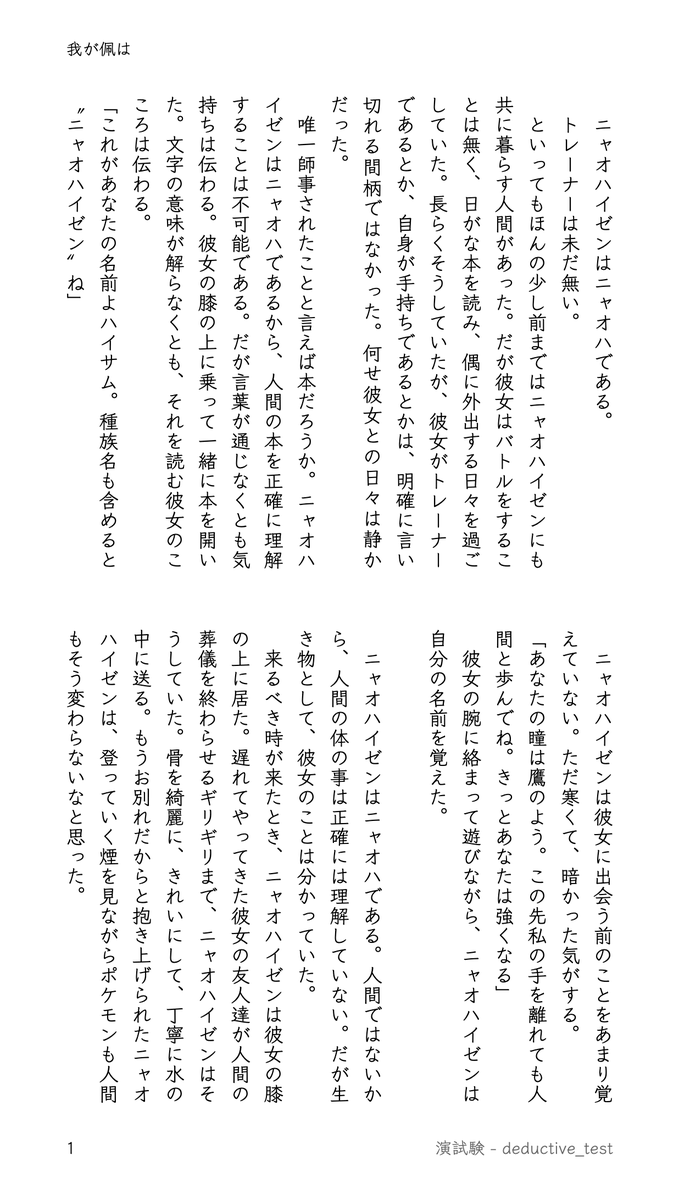 我が佩は
ニャオハイゼンはニャオハである。
トレーナーは未だ無い。
といってもほんの少し前まではニャオハイゼンにも
共に暮らす人間があった。だが彼女はバトルをするこ
とは無く、日がな本を読み、偶に外出する日々を過ご
していた。長らくそうしていたが、彼女がトレーナー
であるとか、自身が手持ちであるとかは、明確に言い
切れる間柄ではなかった。何せ彼女との日々は静か
だった。
唯一師事されたことと言えば本だろうか。ニャオハ
イゼンはニャオハであるから、人間の本を正確に理解
することは不可能である。だが言葉が通じなくとも気
持ちは伝わる。彼女の膝の上に乗って一緒に本を開い
た。文字の意味が解らなくとも、それを読む彼女のこ
ころは伝わる。
「これがあなたの名前よハイサム。種族名も含めると
〝ニャオハイゼン〟ね」
ニャオハイゼンは彼女に出会う前のことをあまり覚
えていない。ただ寒くて、暗かった気がする。
「あなたの瞳は鷹のよう。この先私の手を離れても人
間と歩んでね。きっとあなたは強くなる」
彼女の腕に絡まって遊びながら、ニャオハイゼンは
自分の名前を覚えた。
ニャオハイゼンはニャオハである。人間ではないか
ら、人間の体の事は正確には理解していない。だが生
き物として、彼女のことは分かっていた。
来るべき時が来たとき、ニャオハイゼンは彼女の膝
の上に居た。遅れてやってきた彼女の友人達が人間の
葬儀を終わらせるギリギリまで、ニャオハイゼンはそ
うしていた。骨を綺麗に、きれいにして、丁寧に水の
中に送る。もうお別れだからと抱き上げられたニャオ
ハイゼンは、登っていく煙を見ながらポケモンも人間
もそう変わらないなと思った。
1
演試験 - deductive_test